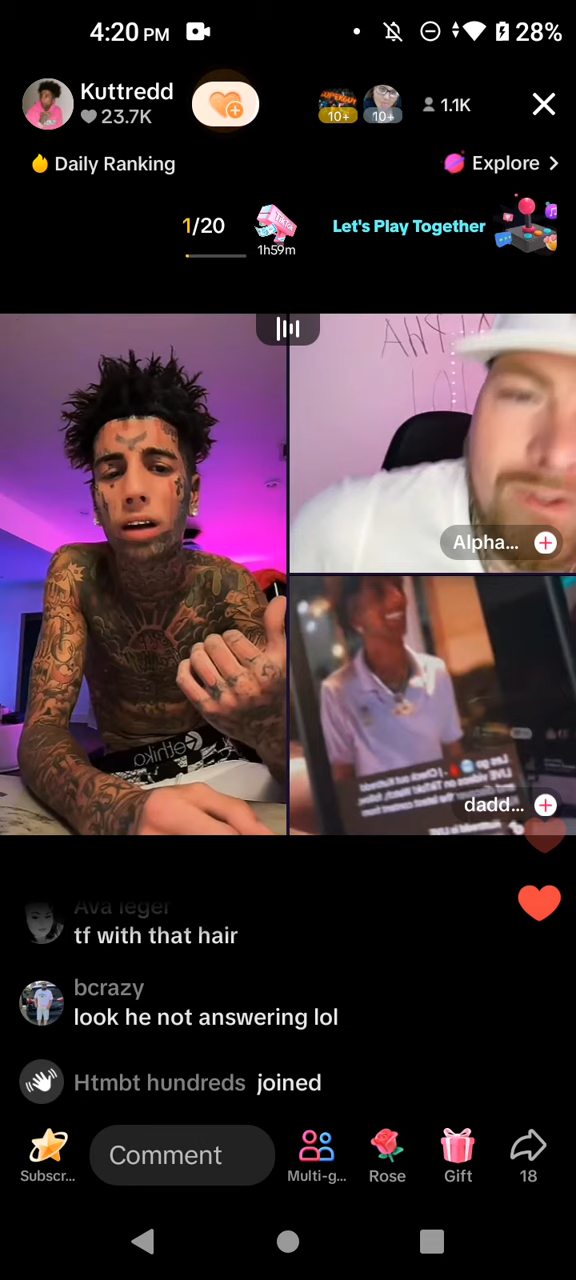 4:20 PM
28%
Kuttredd
23.7K
10+
10+
1.1K
Daily Ranking
Explore
1/20
1h59m
Let's Play Together
ethika
Alpha...
dadd...
Ava leger
tf with that hair
bcrazy
look he not answering lol
Htmbt hundreds joined
Comment
Subscr...
Multi-g...
Rose
Gift
18